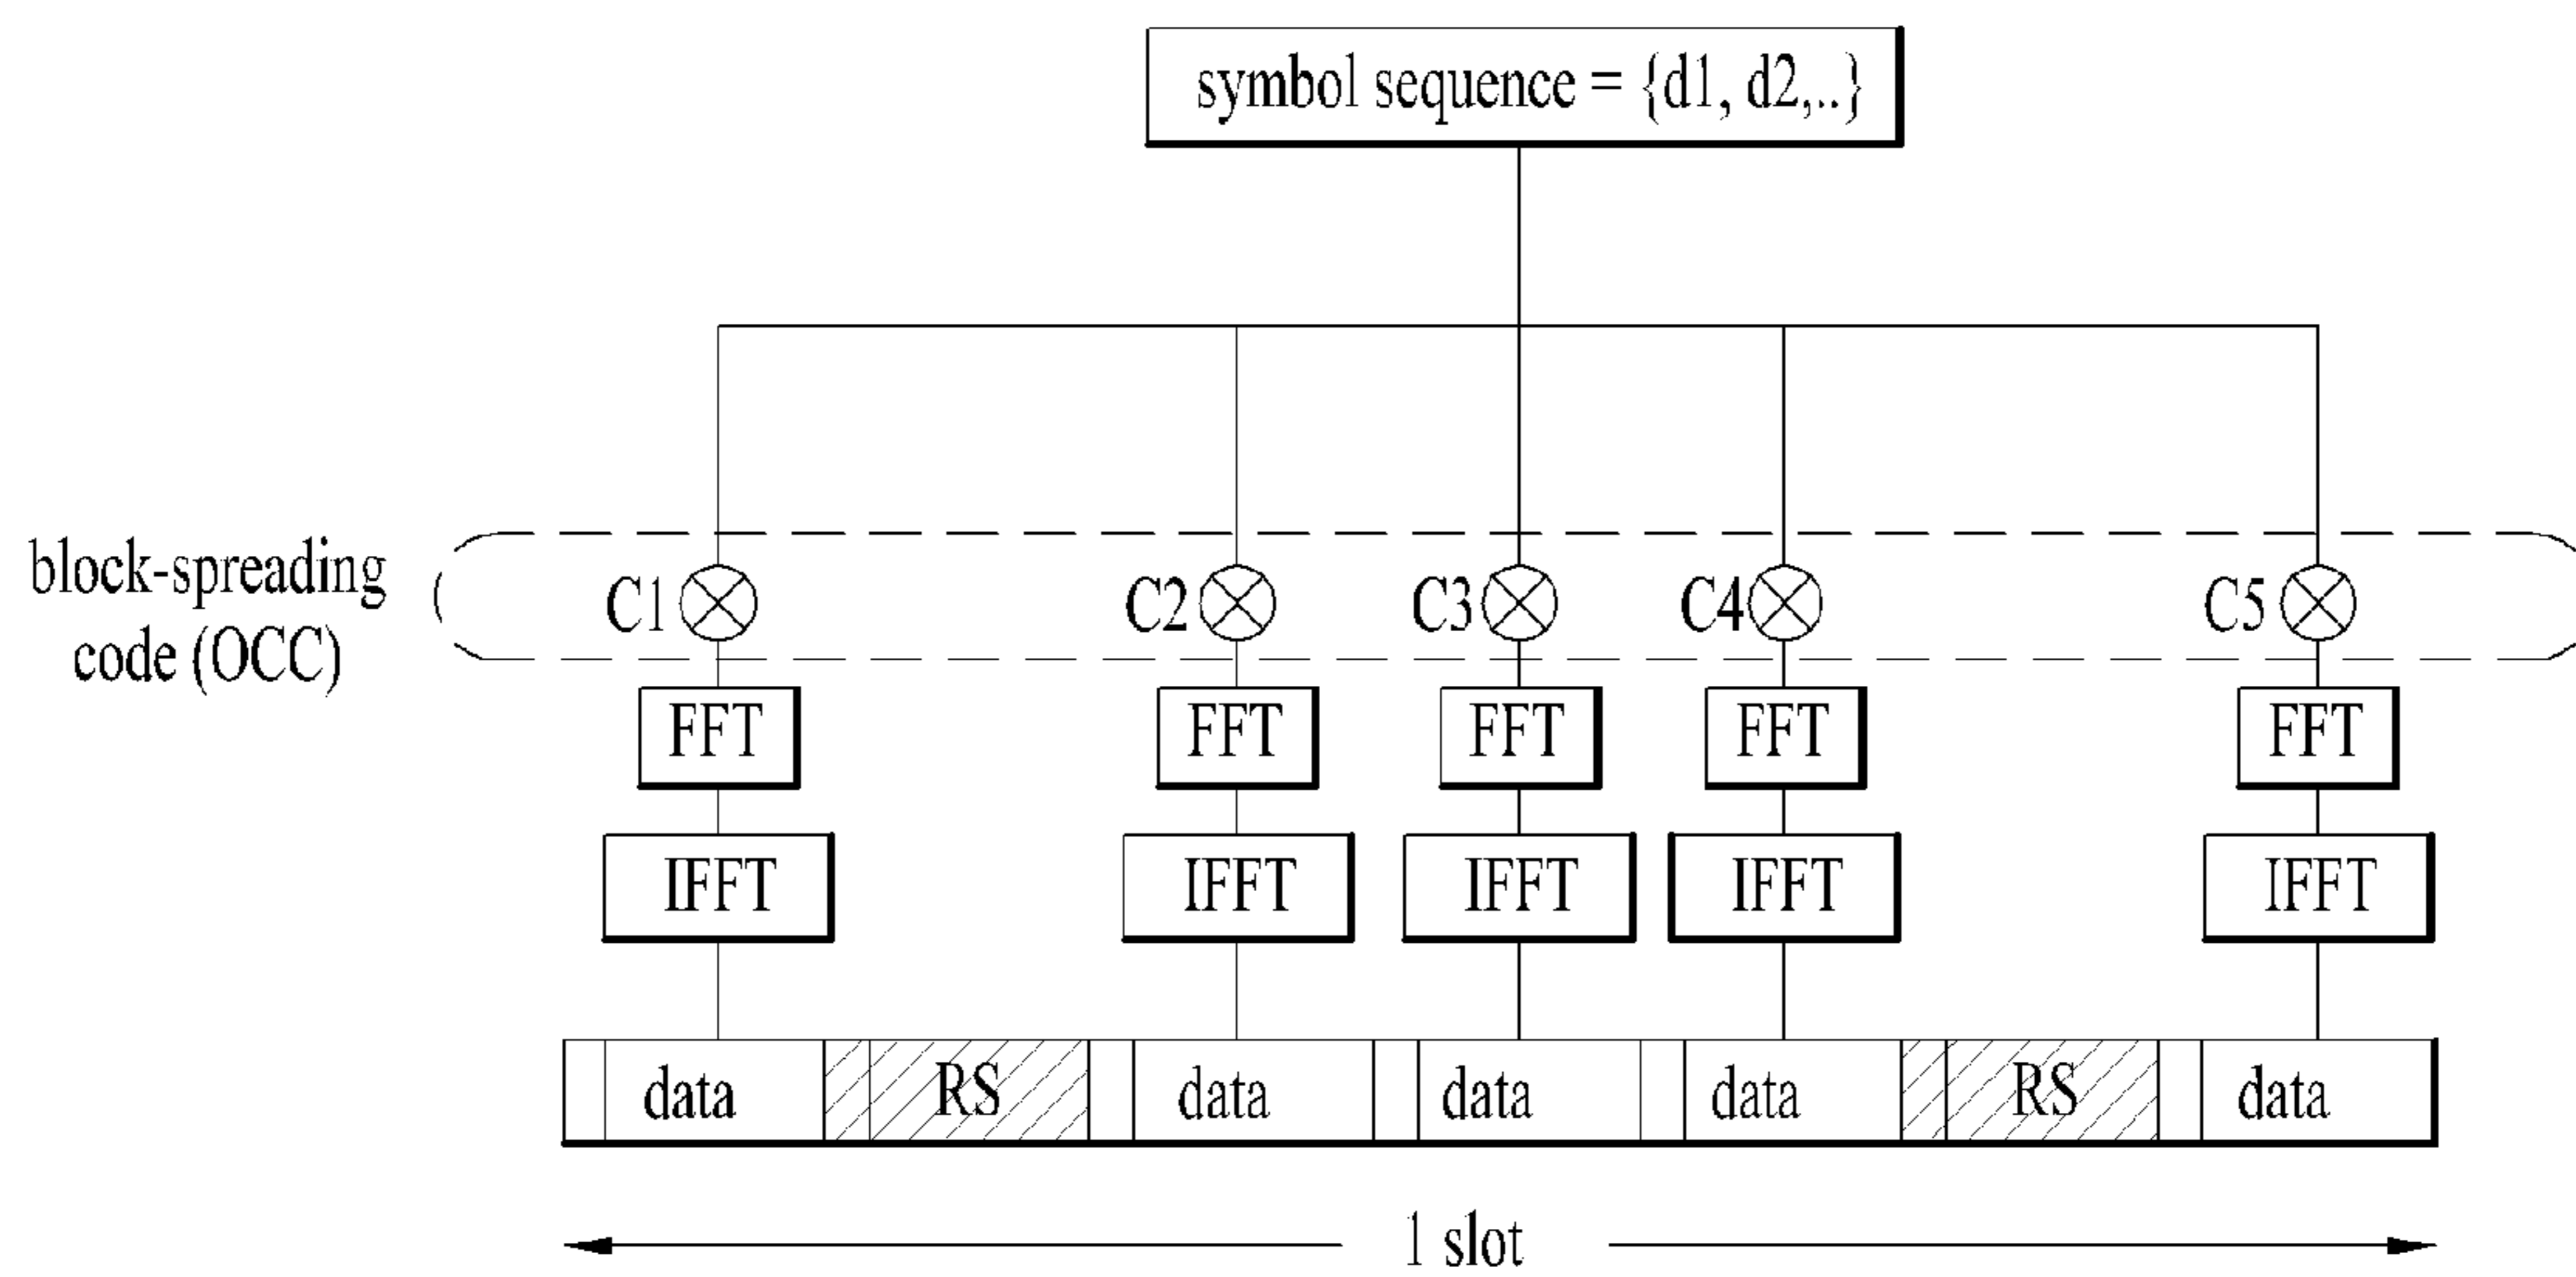 symbol sequence = {d1, d2,..}
block-spreading
code (OCC)
C1 C2 C3 C4 C5
FFT FFT FFT FFT FFT
IFFT IFFT IFFT IFFT IFFT
data RS data data data RS data
1 slot